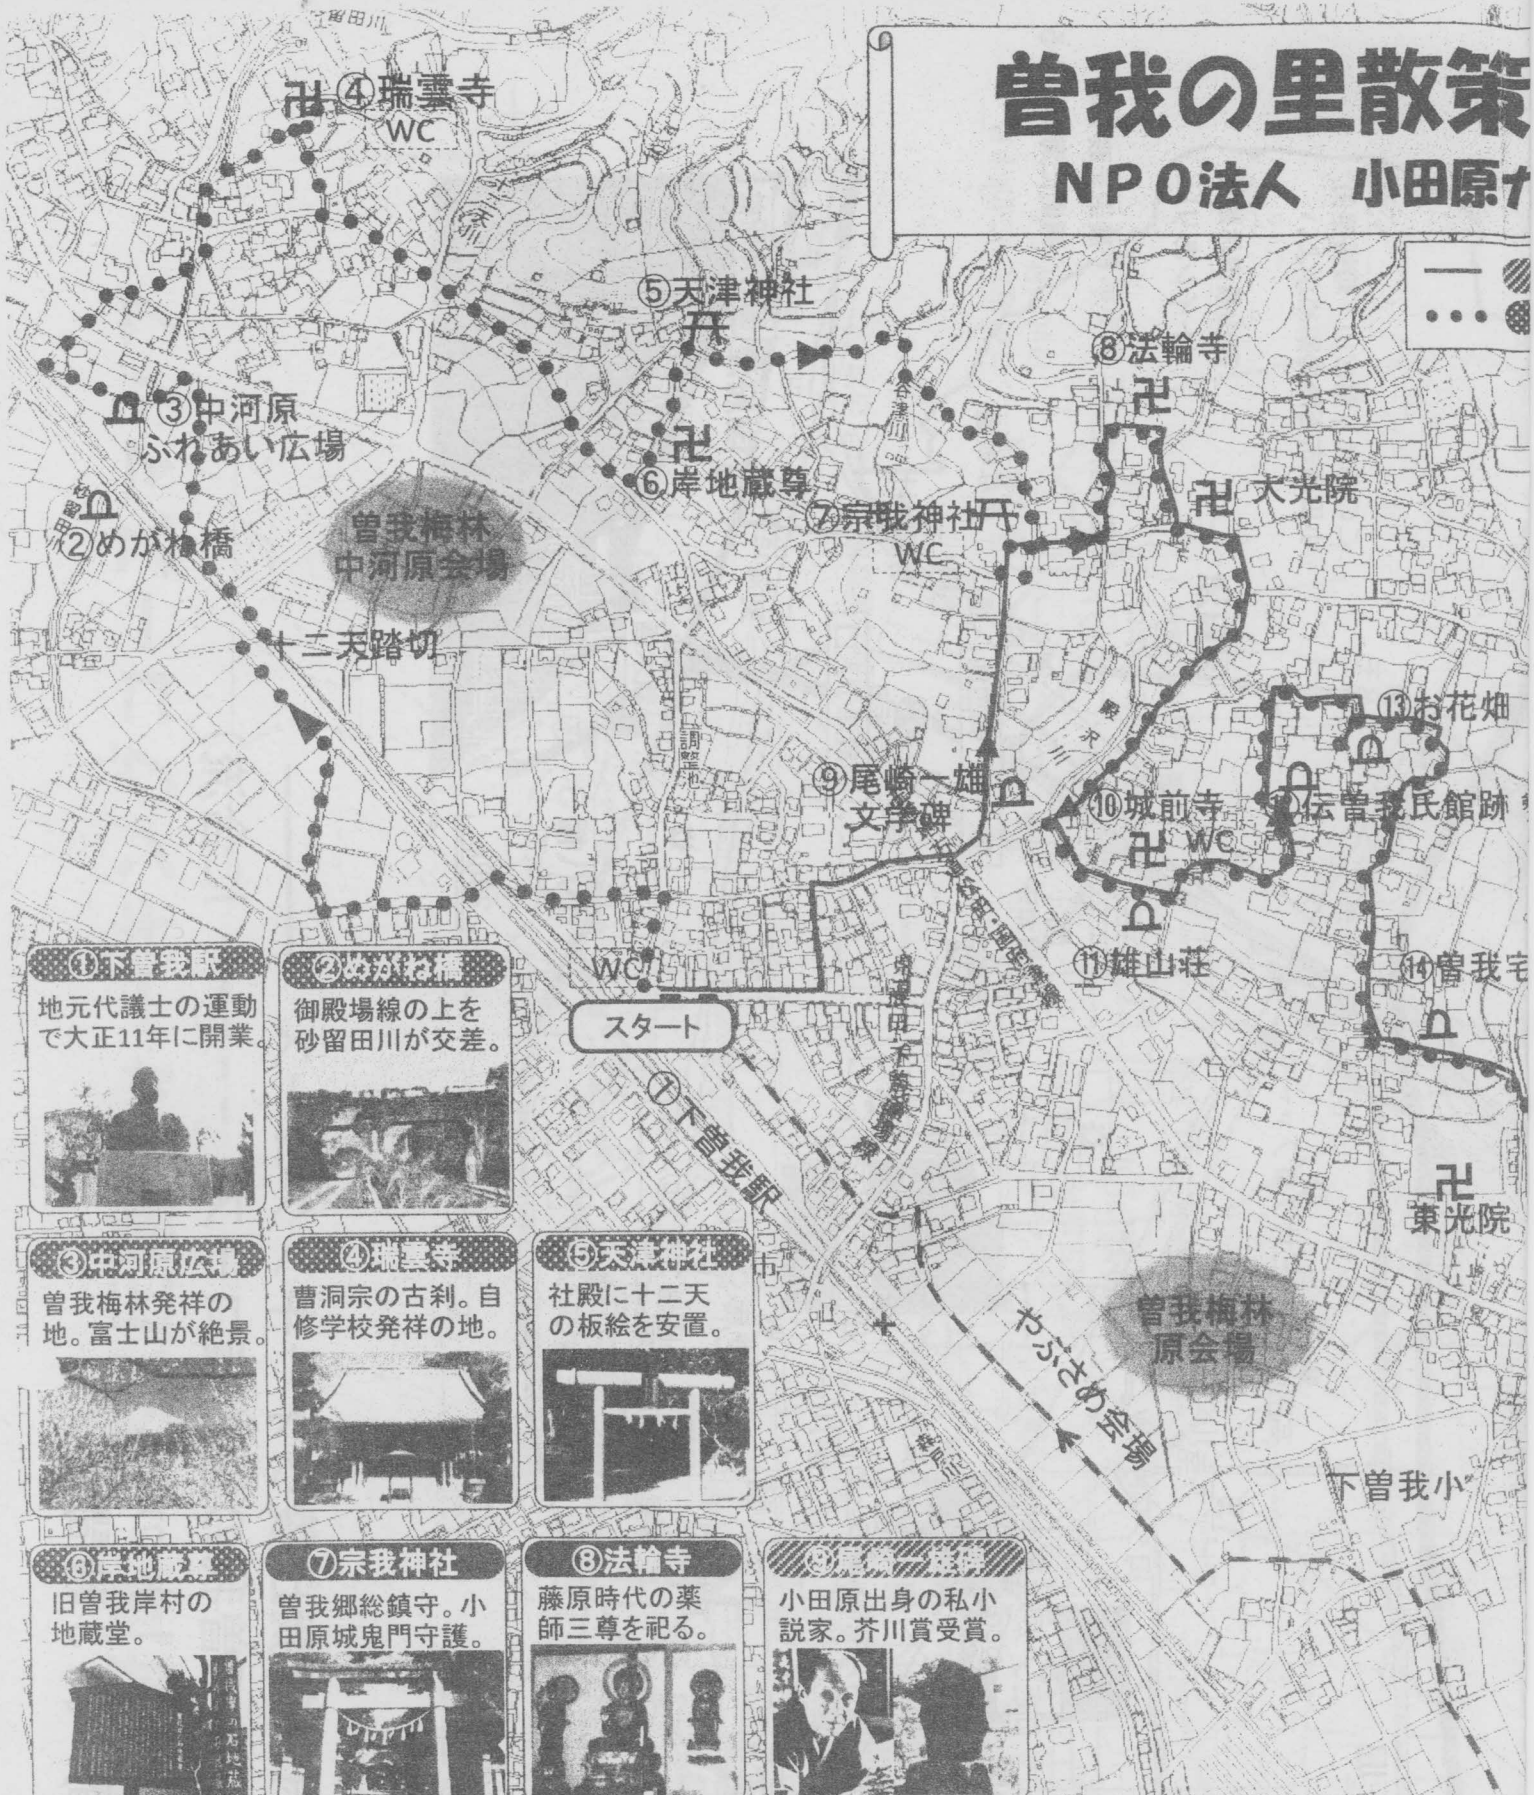 曽我の里散策
NPO法人 小田原
④瑞雲寺
WC
⑤天津神社
⑧法輪寺
③中河原
ふれあい広場
⑥岸地蔵尊
大光院
⑦宗我神社
WC
曽我梅林
中河原会場
②めがね橋
十二天踏切
⑬お花畑
殿沢川
⑨尾崎一雄
文学碑
⑩城前寺
WC
伝曽我氏館跡
⑪雄山荘
⑭曽我
WC
スタート
①下曽我駅
東光院
曽我梅林
原会場
やぶさめ会場
下曽我小
①下曽我駅
地元代議士の運動
で大正11年に開業。
②めがね橋
御殿場線の上を
砂留田川が交差。
③中河原広場
曽我梅林発祥の
地。富士山が絶景。
④瑞雲寺
曹洞宗の古刹。自
修学校発祥の地。
⑤天津神社
社殿に十二天
の板絵を安置。
⑥岸地蔵尊
旧曽我岸村の
地蔵堂。
⑦宗我神社
曽我郷総鎮守。小
田原城鬼門守護。
⑧法輪寺
藤原時代の薬
師三尊を祀る。
⑨尾崎一雄碑
小田原出身の私小
説家。芥川賞受賞。